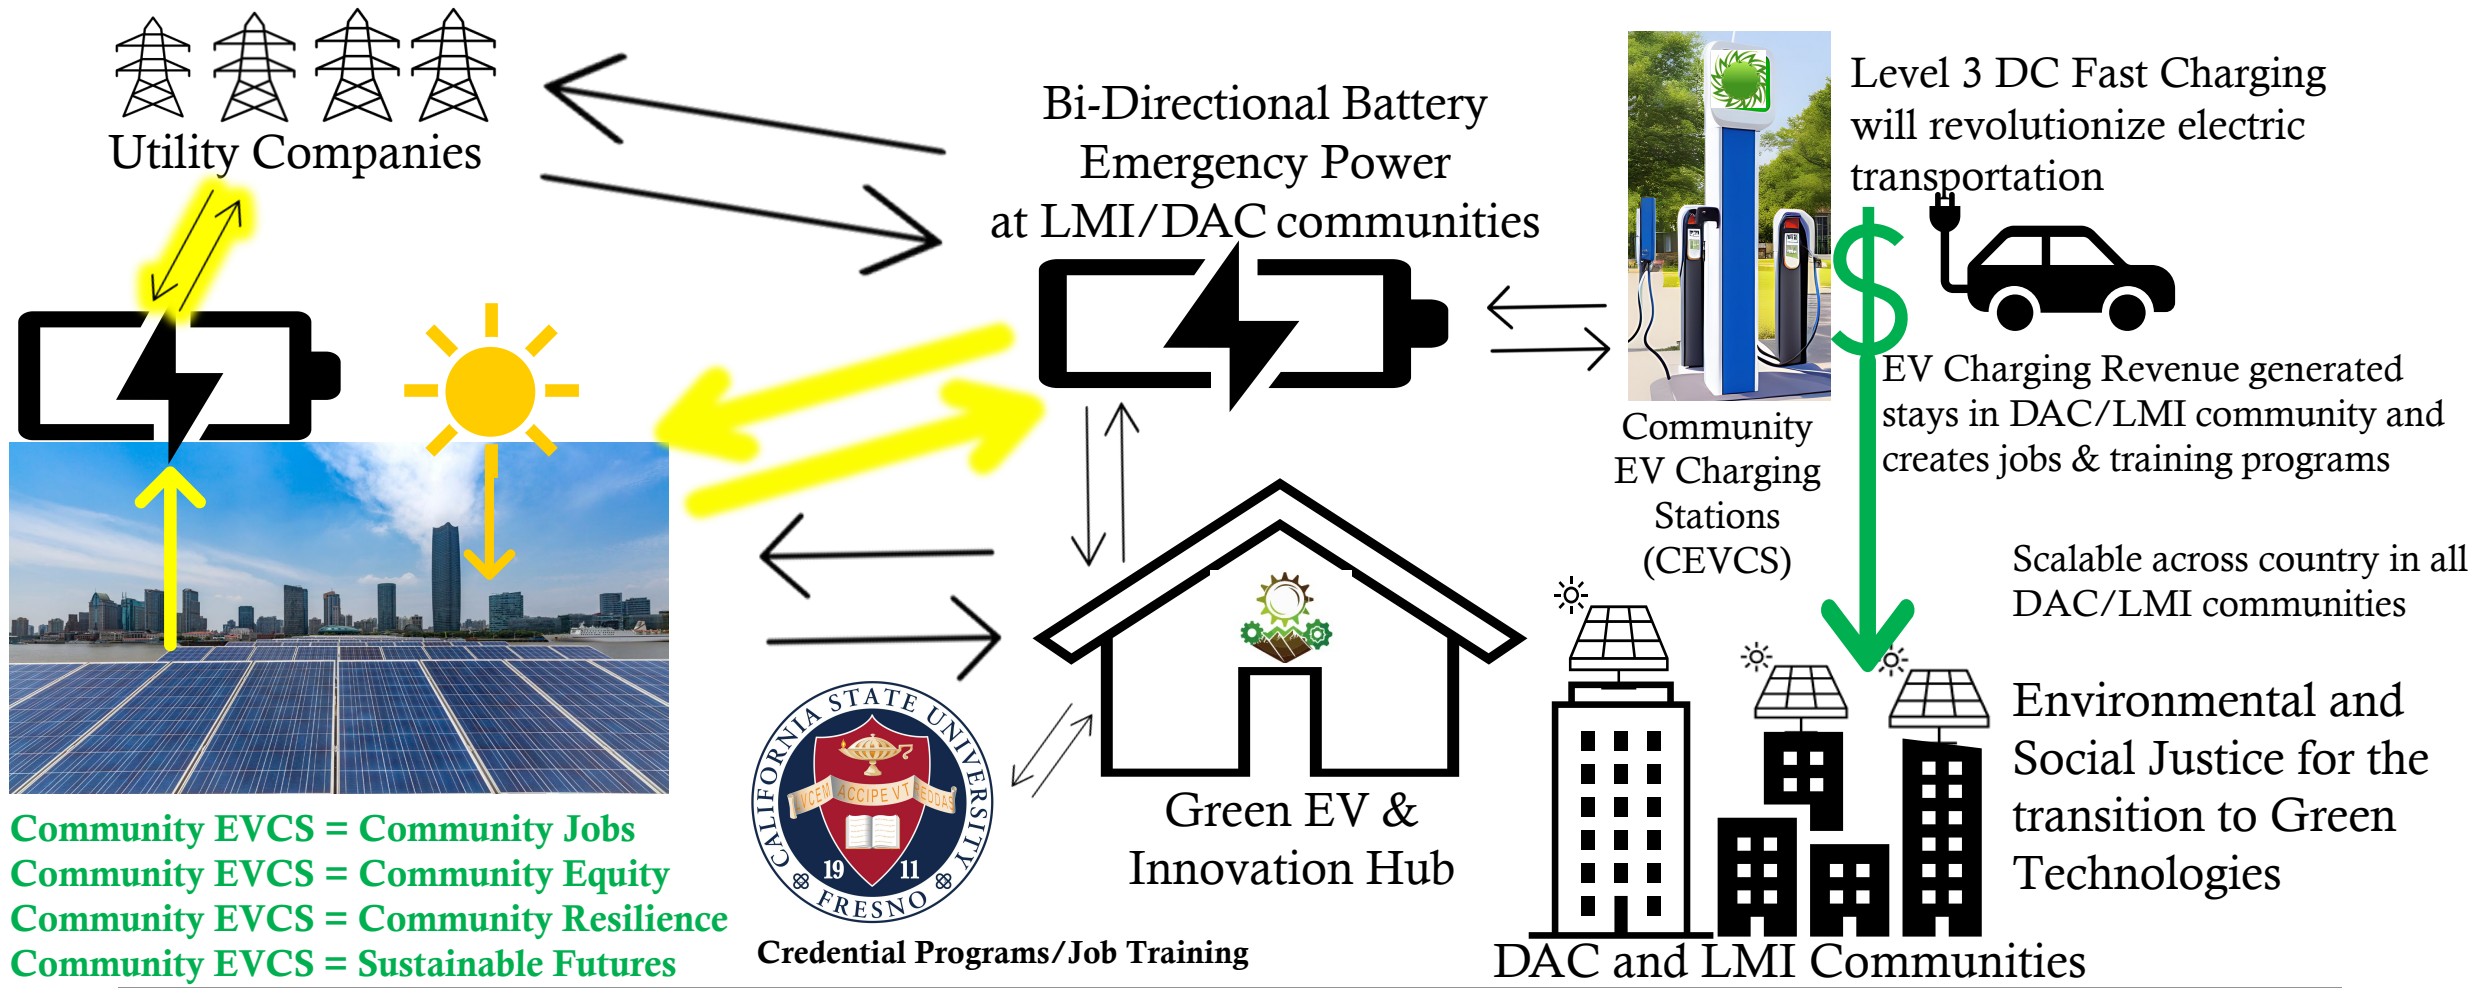 Utility Companies
Bi-Directional Battery
Emergency Power
at LMI/DAC communities
Level 3 DC Fast Charging
will revolutionize electric
transportation
$
EV Charging Revenue generated
stays in DAC/LMI community and
creates jobs & training programs
Community
EV Charging
Stations
(CEVCS)
Scalable across country in all
DAC/LMI communities
Environmental and
Social Justice for the
transition to Green
Technologies
Green EV &
Innovation Hub
CALIFORNIA STATE UNIVERSITY
LVCEM ACCIPE VT REDDAS
19 11
FRESNO
Credential Programs/Job Training
DAC and LMI Communities
Community EVCS = Community Jobs
Community EVCS = Community Equity
Community EVCS = Community Resilience
Community EVCS = Sustainable Futures